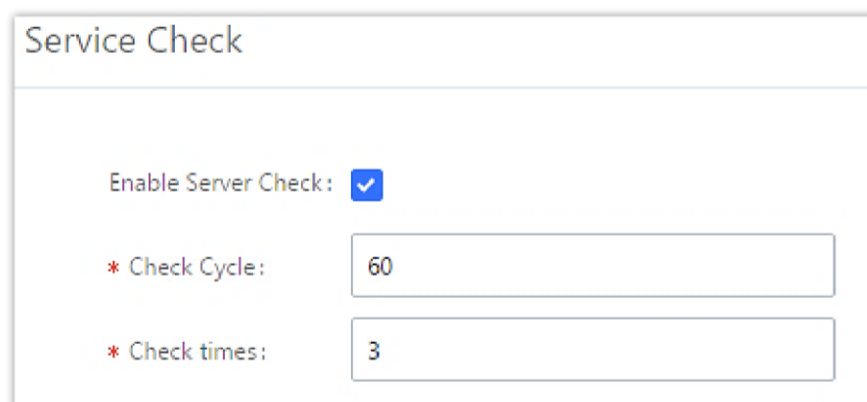 Service Check
Enable Server Check:
* Check Cycle: 60
* Check times: 3